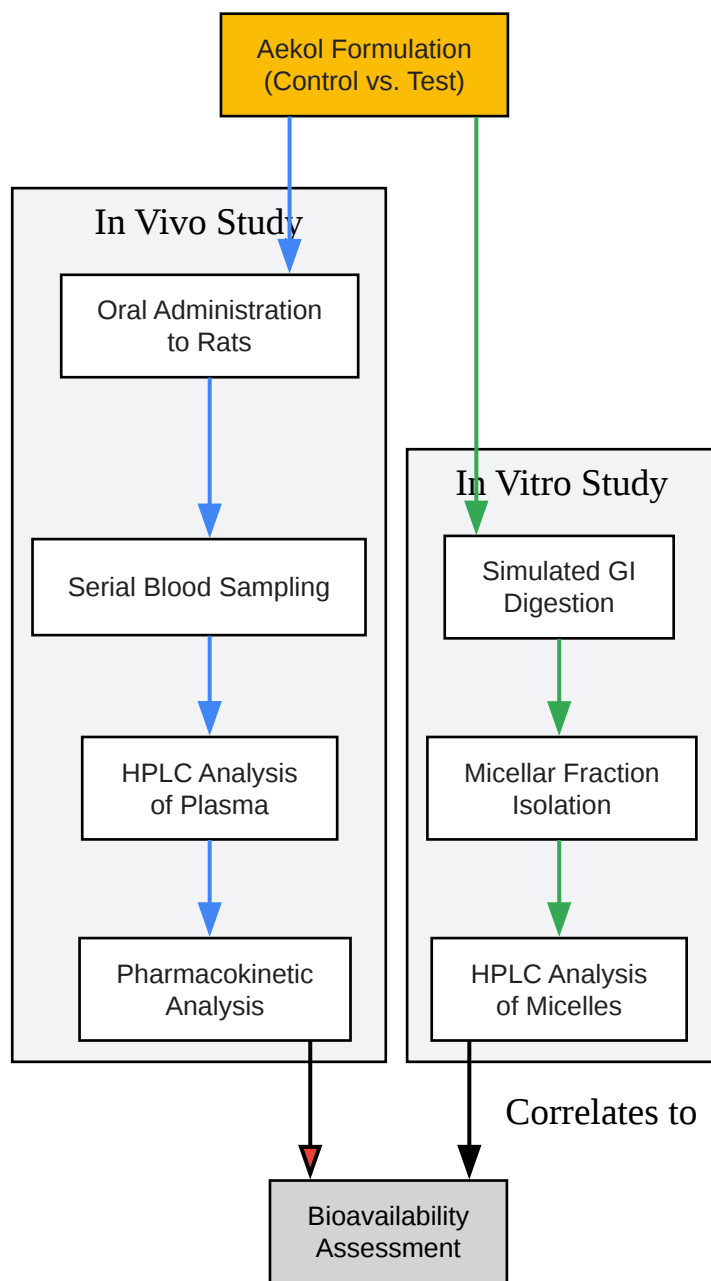 Aekol Formulation
(Control vs. Test)
In Vivo Study
Oral Administration
to Rats
Serial Blood Sampling
HPLC Analysis
of Plasma
Pharmacokinetic
Analysis
In Vitro Study
Simulated GI
Digestion
Micellar Fraction
Isolation
HPLC Analysis
of Micelles
Correlates to
Bioavailability
Assessment